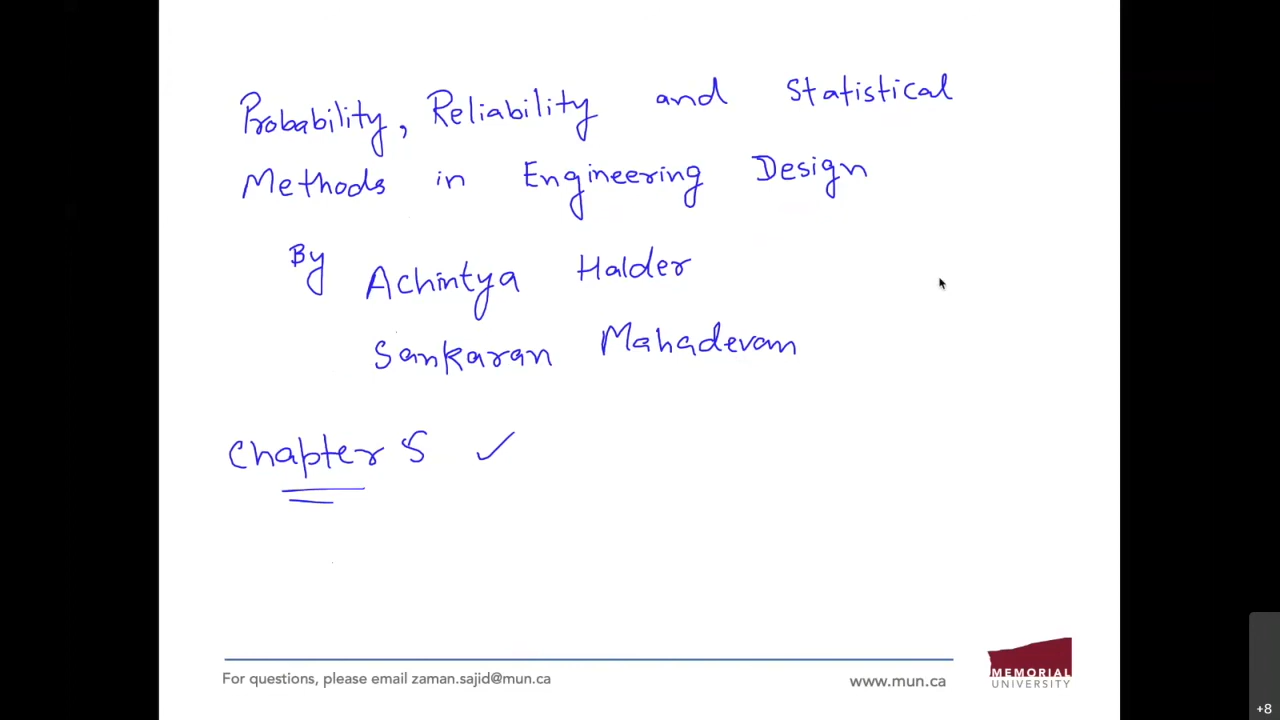 Probability, Reliability and Statistical
Methods in Engineering Design
By Achintya Halder
Sankaran Mahadevan
Chapter 5 ✓
For questions, please email zaman.sajid@mun.ca
www.mun.ca
MEMORIAL
UNIVERSITY
+8